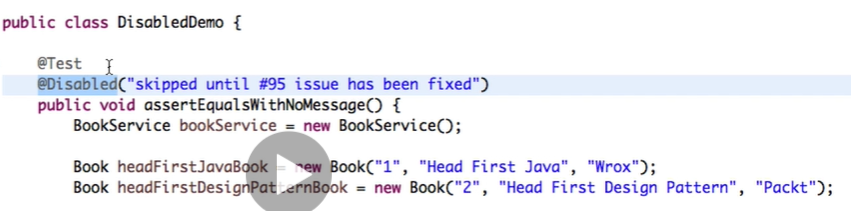 public class DisabledDemo {
@Test
@Disabled("skipped until #95 issue has been fixed")
public void assertEqualsWithNoMessage() {
BookService bookService = new BookService();
Book headFirstJavaBook = new Book("1", "Head First Java", "Wrox");
Book headFirstDesignPatternBook = new Book("2", "Head First Design Pattern", "Packt");